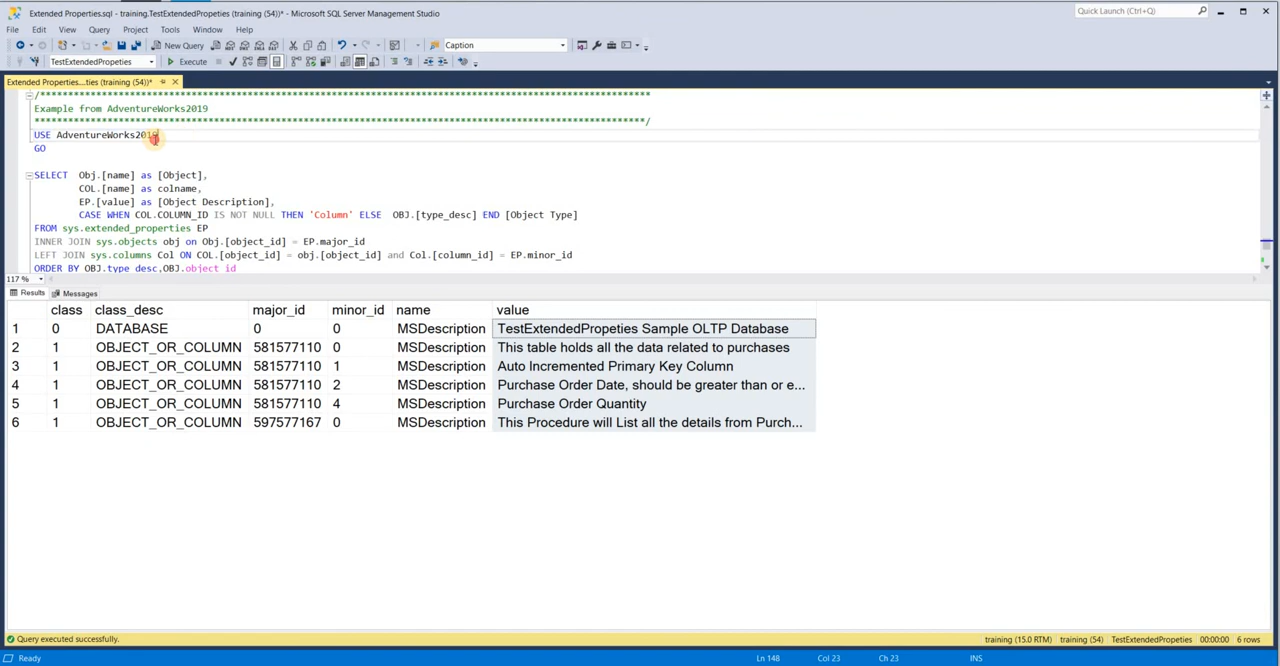 Extended Properties.sql - training.TestExtendedPropeties (training (54))* - Microsoft SQL Server Management Studio
Quick Launch (Ctrl+Q)
File Edit View Query Project Tools Window Help
New Query Caption
TestExtendedPropeties Execute
Extended Properties....ties (training (54))*
Example from AdventureWorks2019
USE AdventureWorks2019
GO
SELECT Obj.[name] as [Object],
COL.[name] as colname,
EP.[value] as [Object Description],
CASE WHEN COL.COLUMN_ID IS NOT NULL THEN 'Column' ELSE OBJ.[type_desc] END [Object Type]
FROM sys.extended_properties EP
INNER JOIN sys.objects obj on Obj.[object_id] = EP.major_id
LEFT JOIN sys.columns Col ON COL.[object_id] = obj.[object_id] and Col.[column_id] = EP.minor_id
ORDER BY OBJ.type_desc,OBJ.object_id
117 %
Results Messages
class class_desc major_id minor_id name value
1 0 DATABASE 0 0 MSDescription TestExtendedPropeties Sample OLTP Database
2 1 OBJECT_OR_COLUMN 581577110 0 MSDescription This table holds all the data related to purchases
3 1 OBJECT_OR_COLUMN 581577110 1 MSDescription Auto Incremented Primary Key Column
4 1 OBJECT_OR_COLUMN 581577110 2 MSDescription Purchase Order Date, should be greater than or e...
5 1 OBJECT_OR_COLUMN 581577110 4 MSDescription Purchase Order Quantity
6 1 OBJECT_OR_COLUMN 597577167 0 MSDescription This Procedure will List all the details from Purch...
Query executed successfully. training (15.0 RTM) training (54) TestExtendedPropeties 00:00:00 6 rows
Ready Ln 148 Col 23 Ch 23 INS